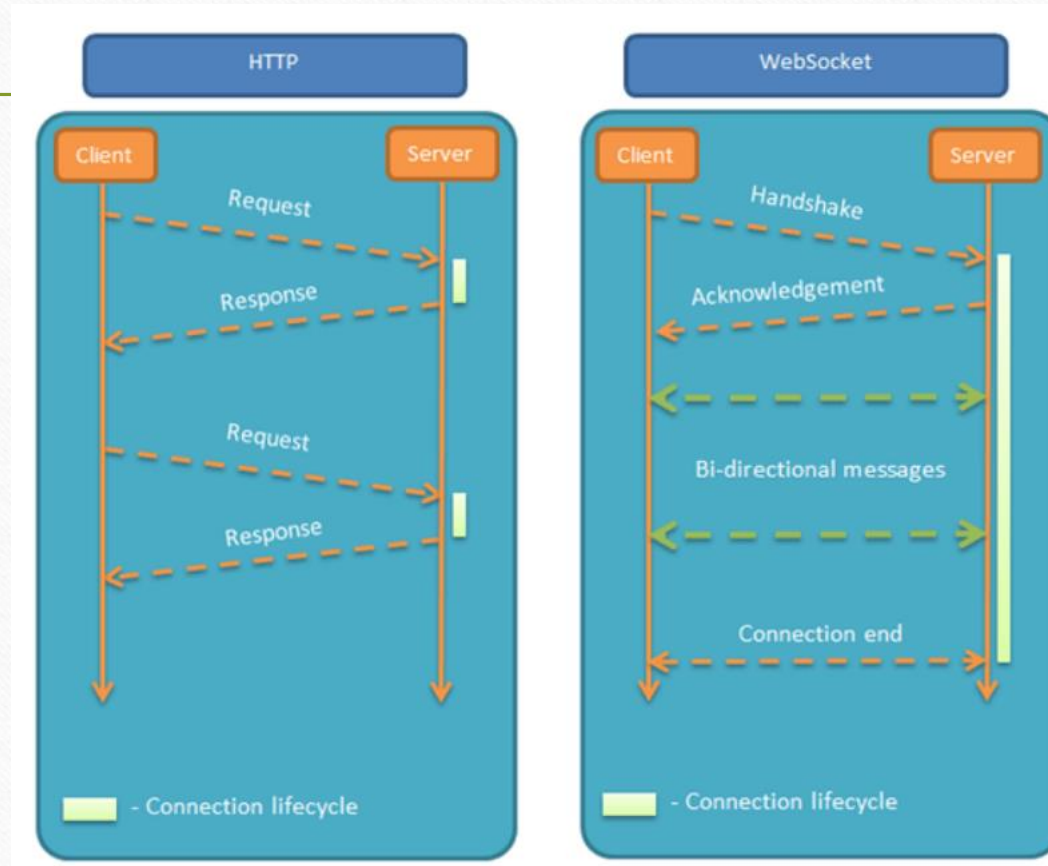 HTTP
Client
Server
Request
Response
Request
Response
- Connection lifecycle
WebSocket
Client
Server
Handshake
Acknowledgement
Bi-directional messages
Connection end
- Connection lifecycle